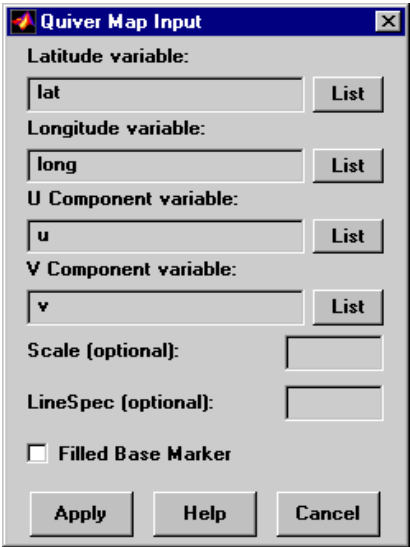 Quiver Map Input
Latitude variable:
lat List
Longitude variable:
long List
U Component variable:
u List
V Component variable:
v List
Scale (optional):
LineSpec (optional):
Filled Base Marker
Apply Help Cancel